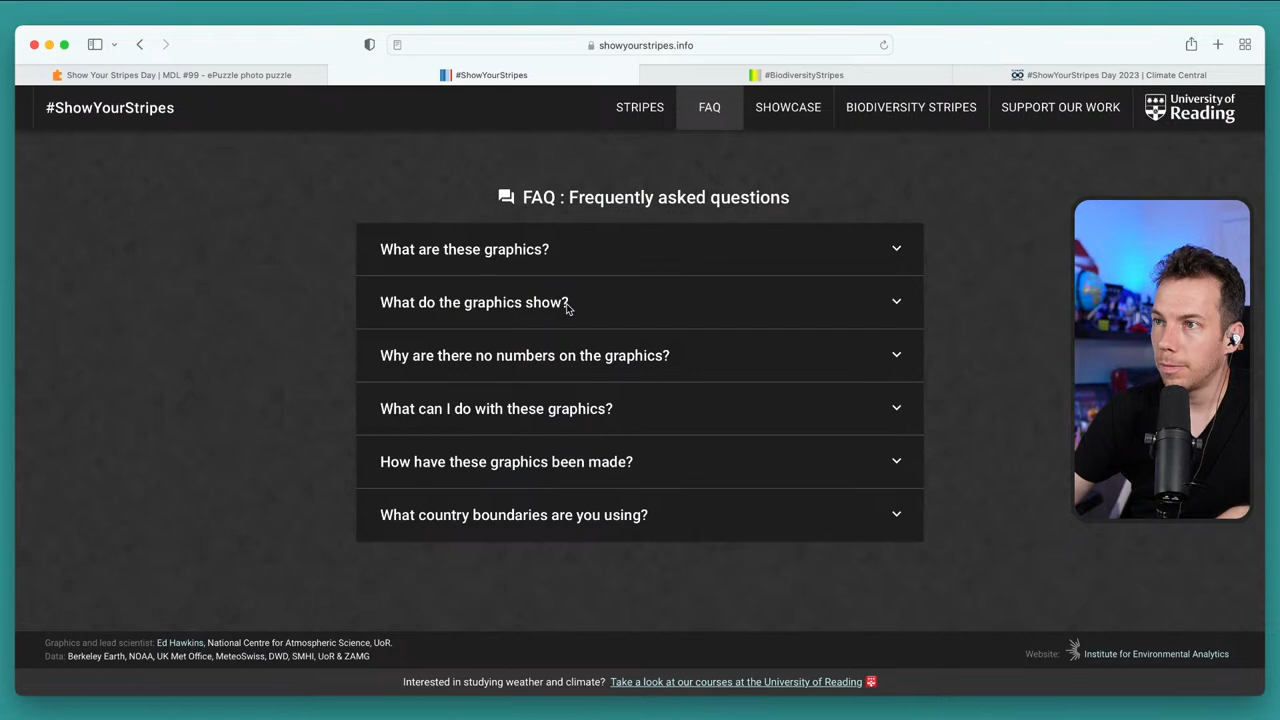 showyourstripes.info
Show Your Stripes Day | MDL #99 - ePuzzle photo puzzle
#ShowYourStripes
#BiodiversityStripes
#ShowYourStripes Day 2023 | Climate Central
#ShowYourStripes
STRIPES
FAQ
SHOWCASE
BIODIVERSITY STRIPES
SUPPORT OUR WORK
University of
Reading
FAQ : Frequently asked questions
What are these graphics?
What do the graphics show?
Why are there no numbers on the graphics?
What can I do with these graphics?
How have these graphics been made?
What country boundaries are you using?
Graphics and lead scientist: Ed Hawkins, National Centre for Atmospheric Science, UoR.
Data: Berkeley Earth, NOAA, UK Met Office, MeteoSwiss, DWD, SMHI, UoR & ZAMG
Website: Institute for Environmental Analytics
Interested in studying weather and climate? Take a look at our courses at the University of Reading